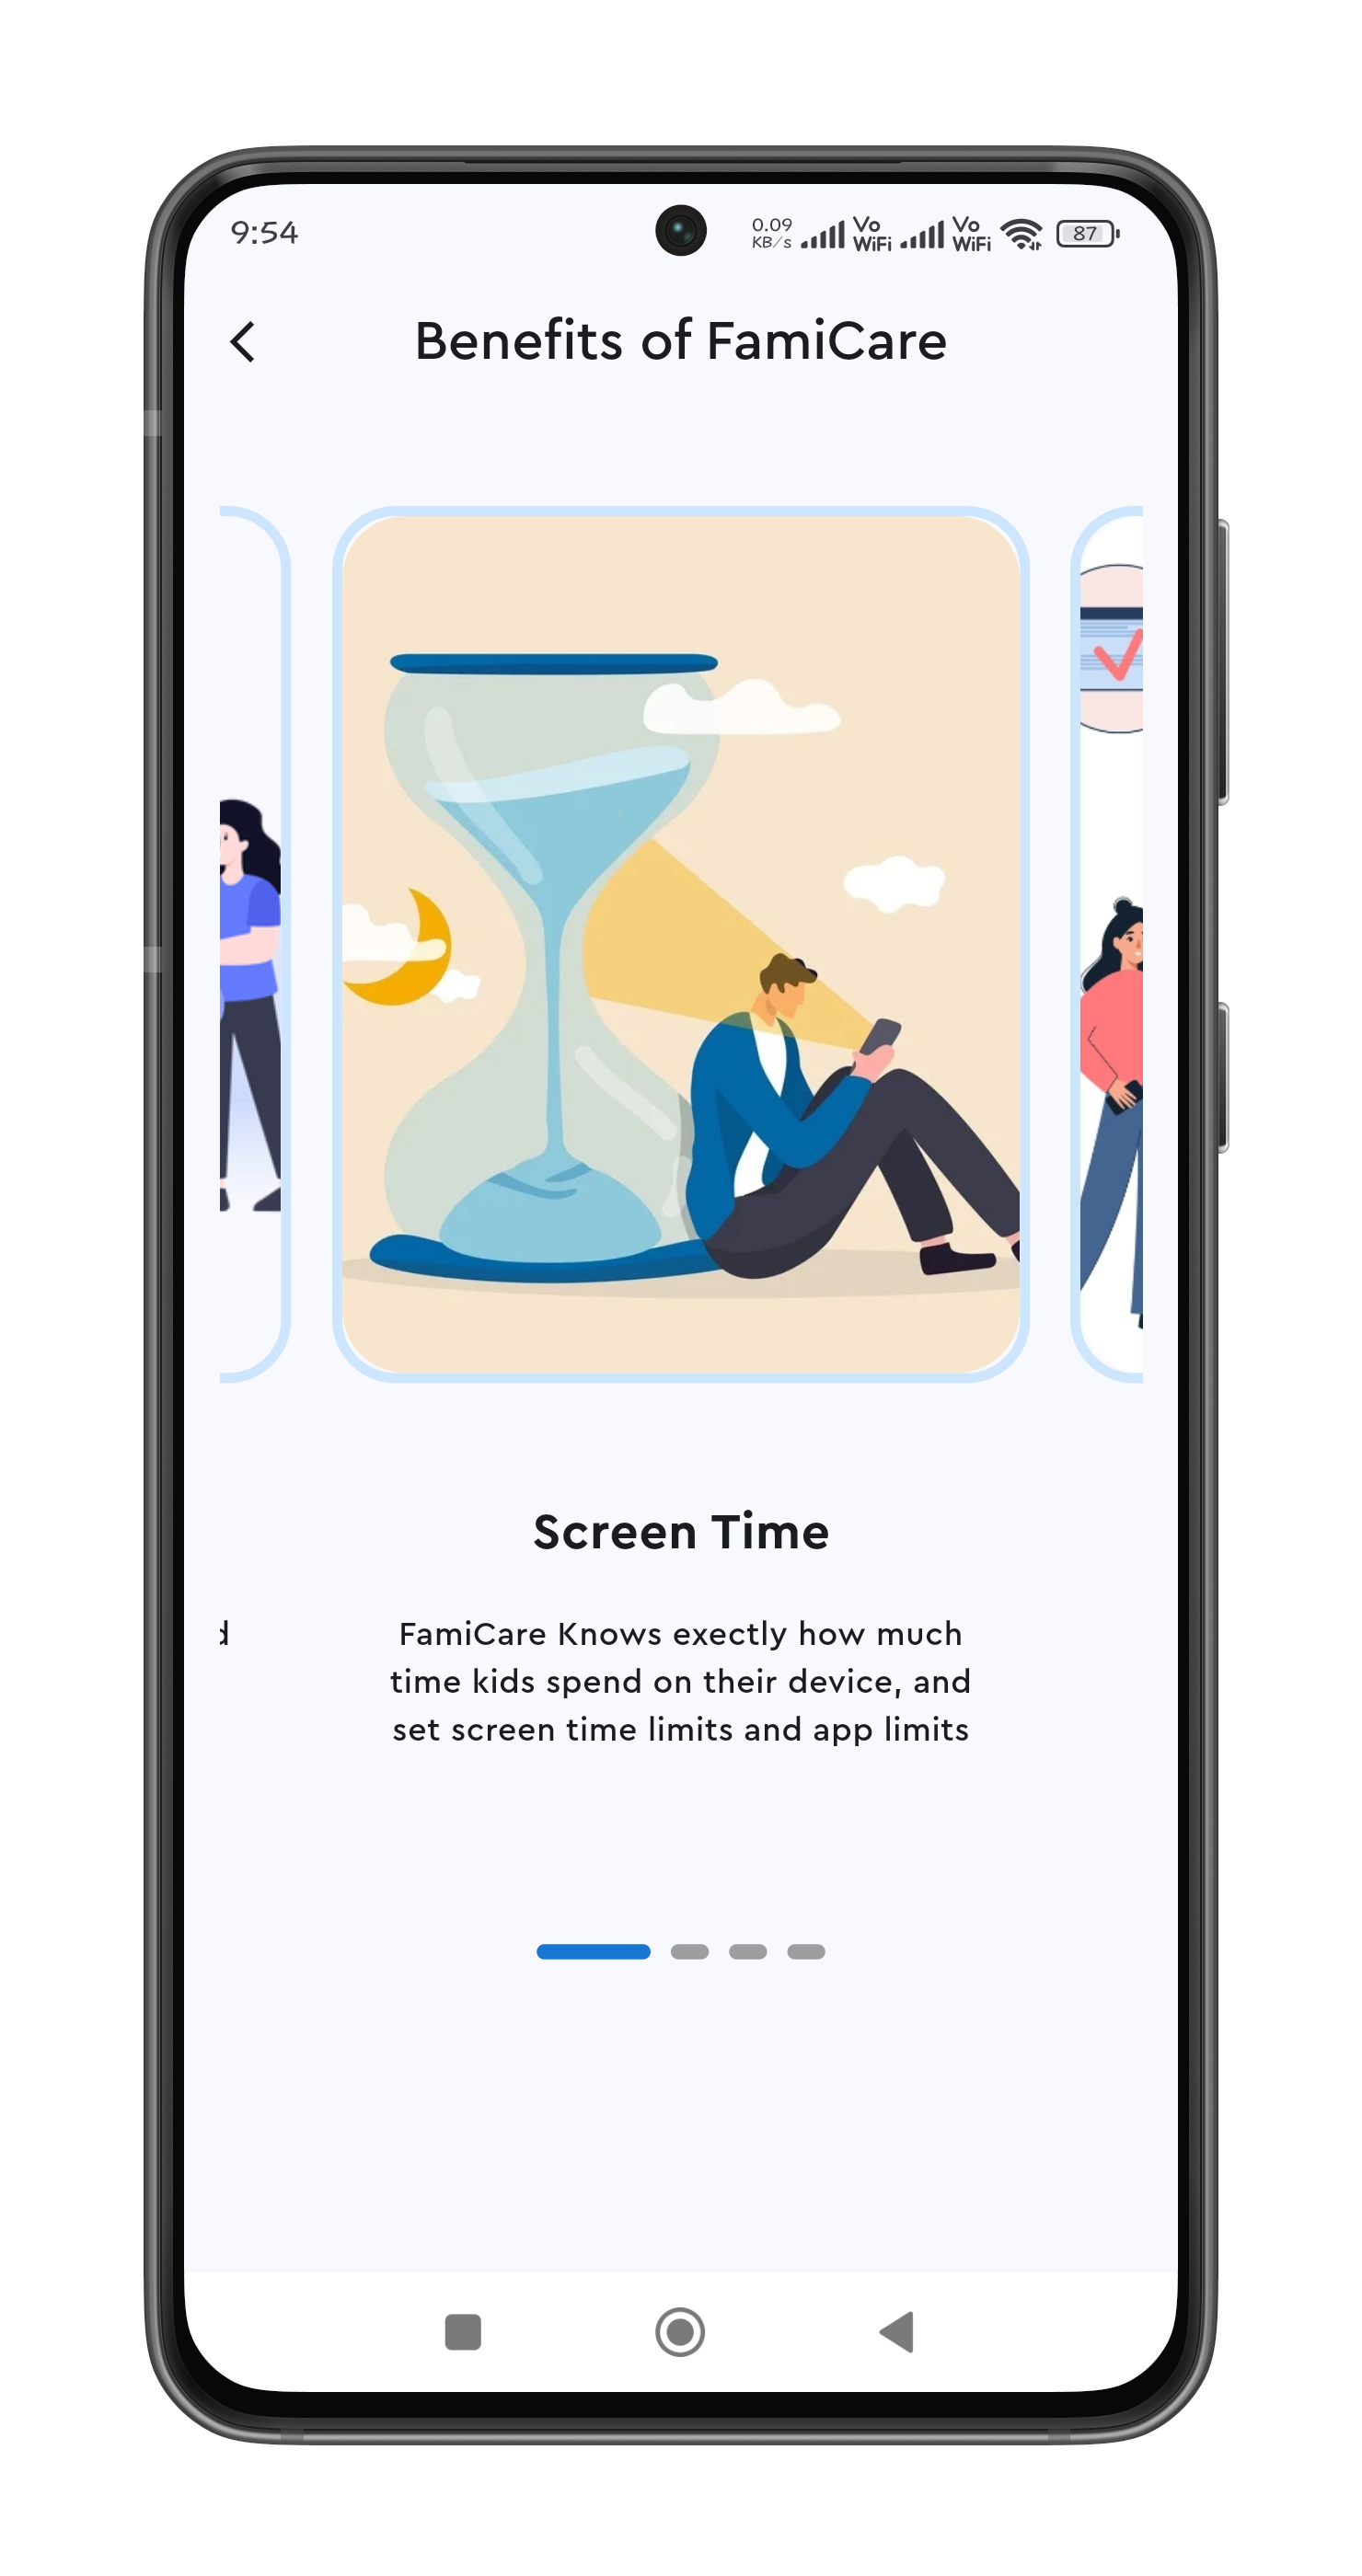 9:54
0.09
KB/s
Vo
WiFi
Vo
WiFi
87
Benefits of FamiCare
Screen Time
d
FamiCare Knows exectly how much
time kids spend on their device, and
set screen time limits and app limits